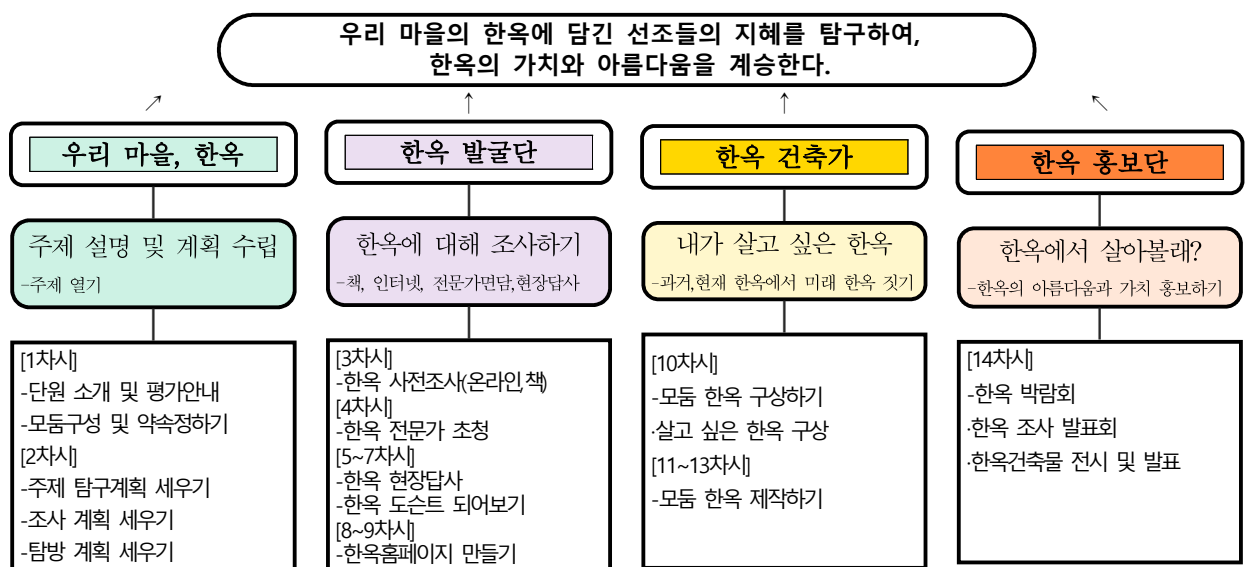 우리 마을의 한옥에 담긴 선조들의 지혜를 탐구하여,
한옥의 가치와 아름다움을 계승한다.
우리 마을, 한옥
주제 설명 및 계획 수립
-주제 열기
[1차시]
-단원 소개 및 평가안내
-모둠구성 및 약속정하기
[2차시]
-주제 탐구계획 세우기
-조사 계획 세우기
-탐방 계획 세우기
한옥 발굴단
한옥에 대해 조사하기
-책, 인터넷, 전문가면담,현장답사
[3차시]
-한옥 사전조사(온라인,책)
[4차시]
-한옥 전문가 초청
[5~7차시]
-한옥 현장답사
-한옥 도슨트 되어보기
[8~9차시]
-한옥홈페이지 만들기
한옥 건축가
내가 살고 싶은 한옥
-과거,현재 한옥에서 미래 한옥 짓기
[10차시]
-모둠 한옥 구상하기
·살고 싶은 한옥 구상
[11~13차시]
-모둠 한옥 제작하기
한옥 홍보단
한옥에서 살아볼래?
-한옥의 아름다움과 가치 홍보하기
[14차시]
-한옥 박람회
·한옥 조사 발표회
·한옥건축물 전시 및 발표